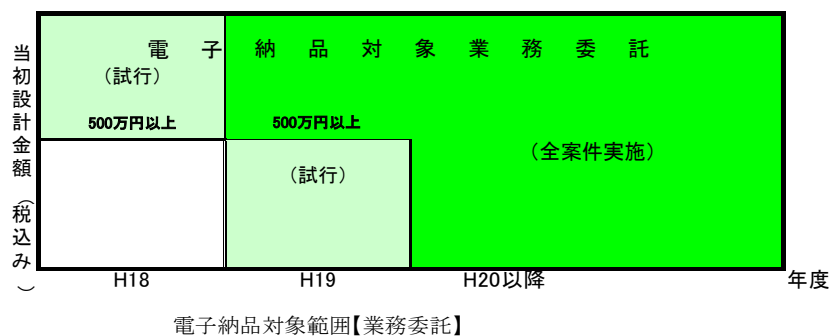 当初設計金額（税込み）
電子納品対象業務委託
（試行）
500万円以上
500万円以上
（試行）
（全案件実施）
H18
H19
H20以降
年度
電子納品対象範囲【業務委託】